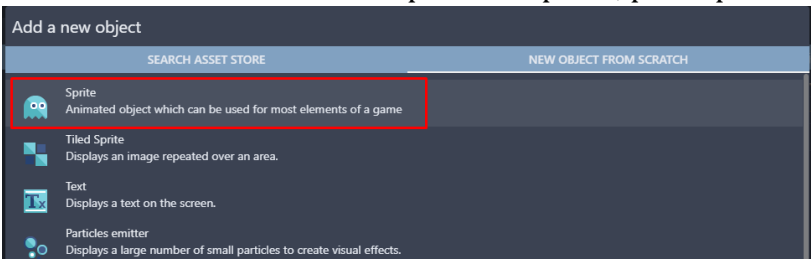 Add a new object
SEARCH ASSET STORE
NEW OBJECT FROM SCRATCH
Sprite
Animated object which can be used for most elements of a game
Tiled Sprite
Displays an image repeated over an area.
Text
Tx
Displays a text on the screen.
Particles emitter
Displays a large number of small particles to create visual effects.